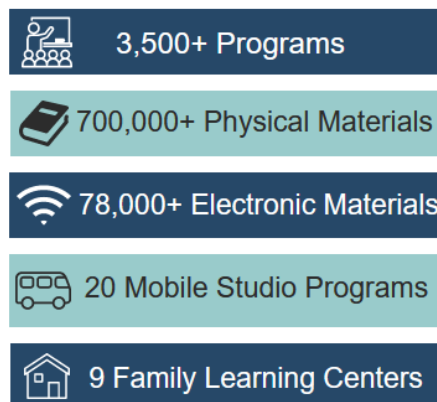 3,500+ Programs
700,000+ Physical Materials
78,000+ Electronic Materials
20 Mobile Studio Programs
9 Family Learning Centers